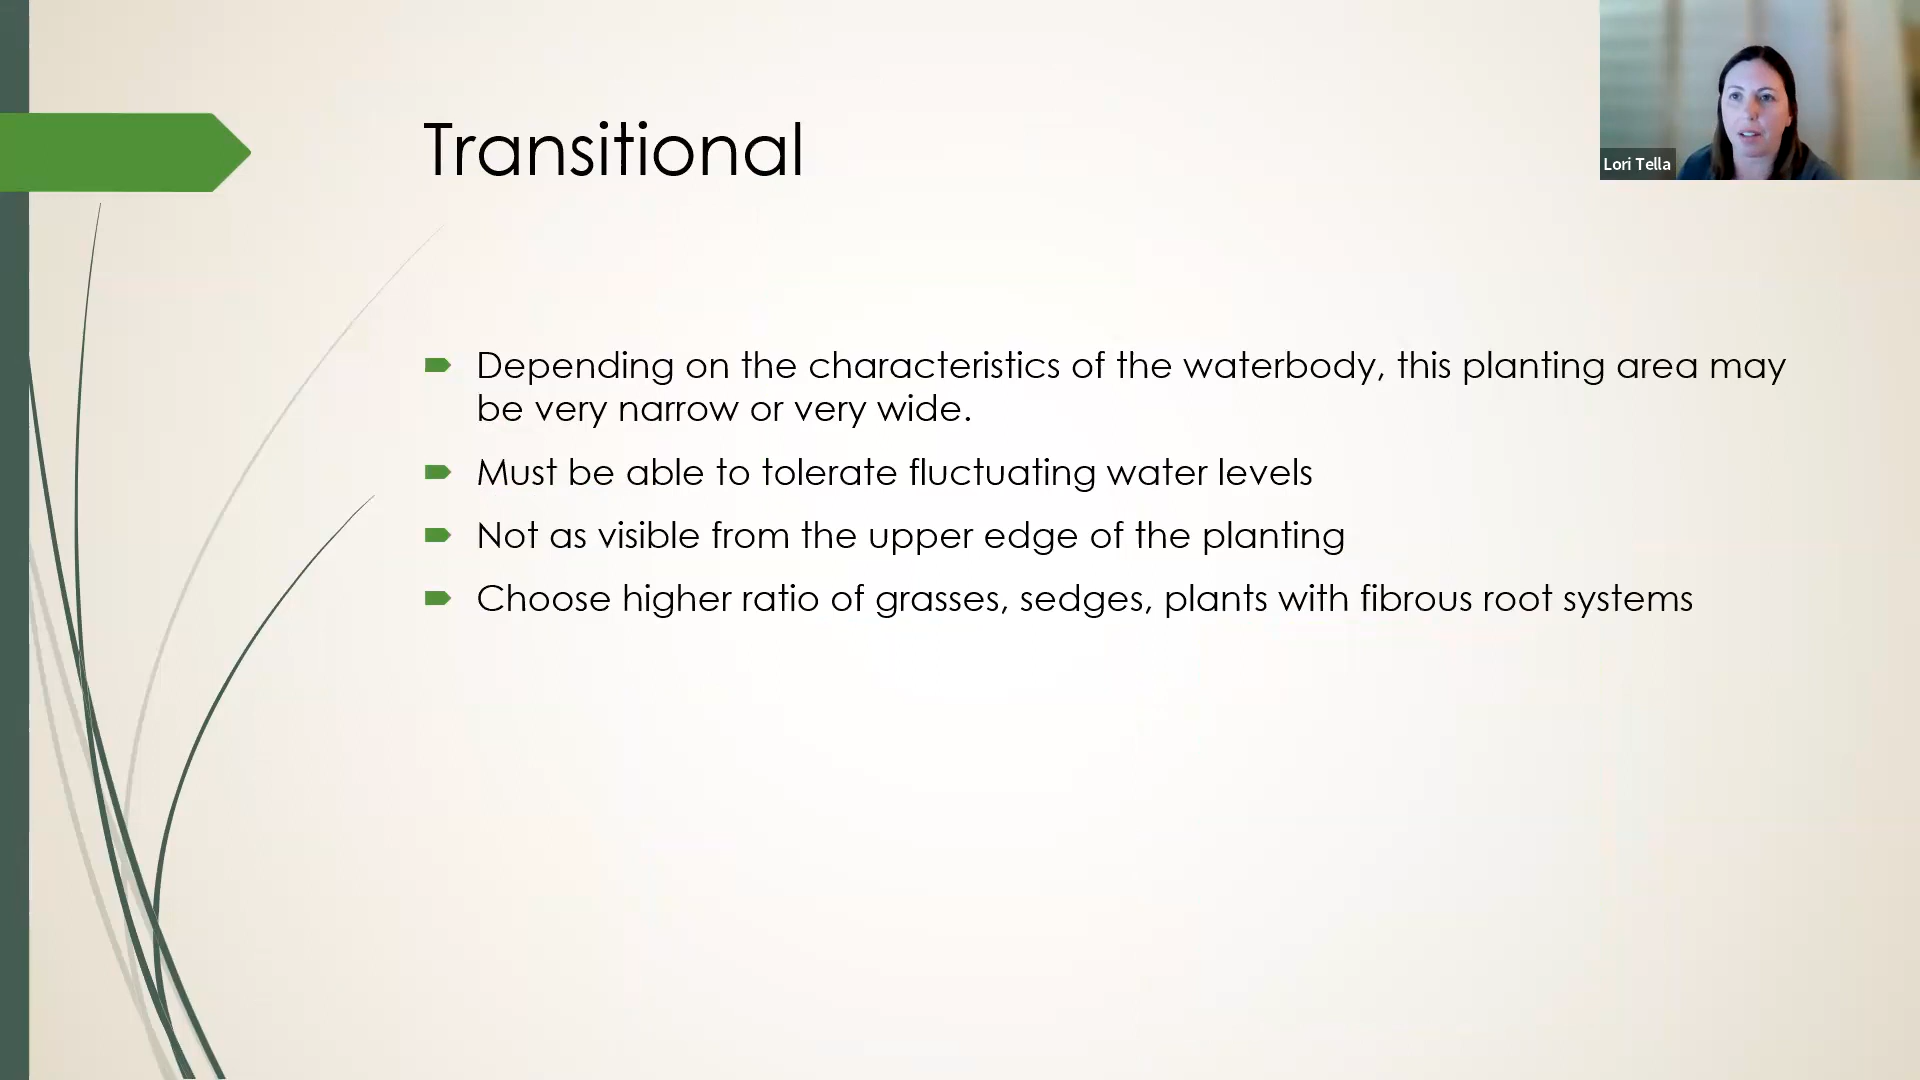 Transitional
Lori Tella
Depending on the characteristics of the waterbody, this planting area may
be very narrow or very wide.
Must be able to tolerate fluctuating water levels
Not as visible from the upper edge of the planting
Choose higher ratio of grasses, sedges, plants with fibrous root systems